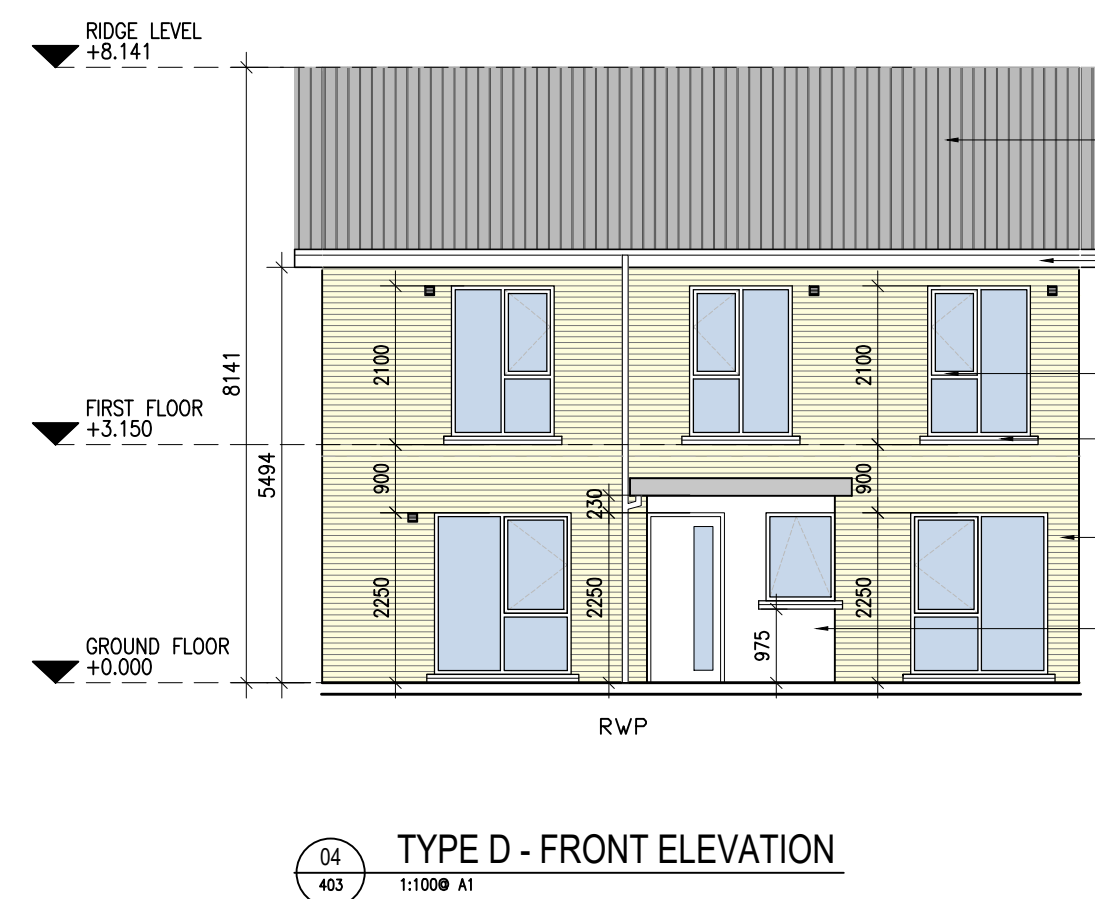 RIDGE LEVEL
+8.141
8141
2100
2100
FIRST FLOOR
+3.150
5494
900
900
230
2250
2250
2250
975
GROUND FLOOR
+0.000
RWP
04
403
TYPE D - FRONT ELEVATION
1:100@ A1